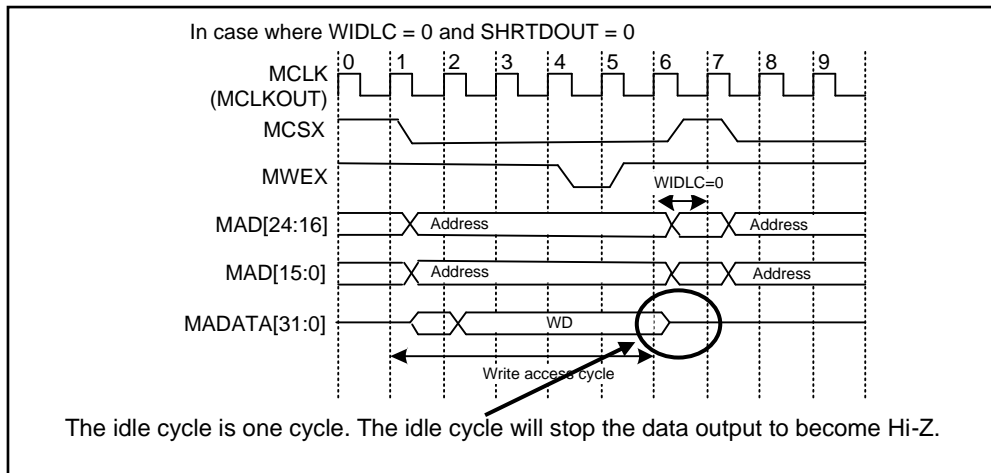 In case where WIDLC = 0 and SHRTDOUT = 0
0 1 2 3 4 5 6 7 8 9
MCLK
(MCLKOUT)
MCSX
MWEX
WIDLC=0
MAD[24:16] Address Address
MAD[15:0] Address Address
MADATA[31:0] WD
Write access cycle
The idle cycle is one cycle. The idle cycle will stop the data output to become Hi-Z.